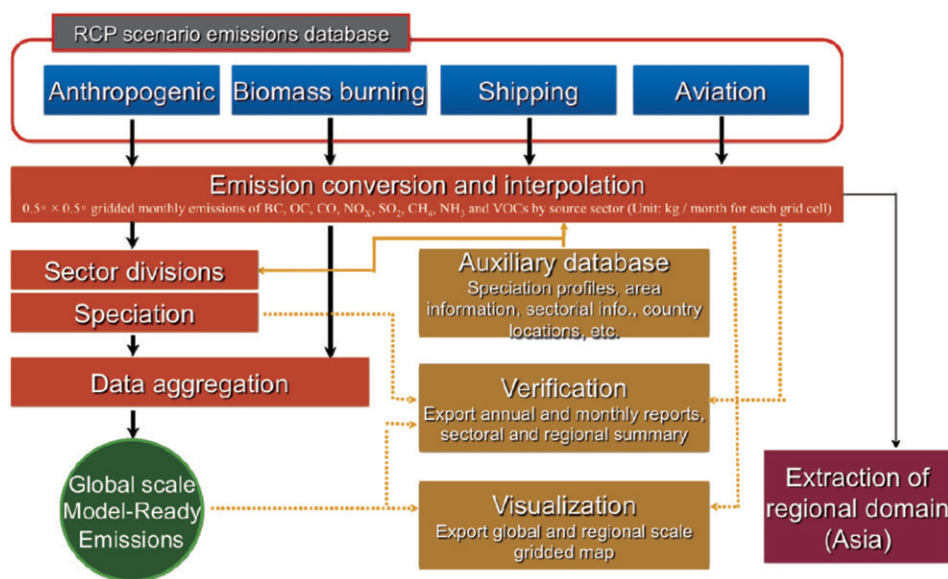 RCP scenario emissions database
Anthropogenic
Biomass burning
Shipping
Aviation
Emission conversion and interpolation
0.5° × 0.5° gridded monthly emissions of BC, OC, CO, NOX, SO2, CH4, NH3 and VOCs by source sector (Unit: kg / month for each grid cell)
Sector divisions
Speciation
Auxiliary database
Speciation profiles, area
information, sectorial info., country
locations, etc.
Data aggregation
Verification
Export annual and monthly reports,
sectoral and regional summary
Global scale
Model-Ready
Emissions
Visualization
Export global and regional scale
gridded map
Extraction of
regional domain
(Asia)